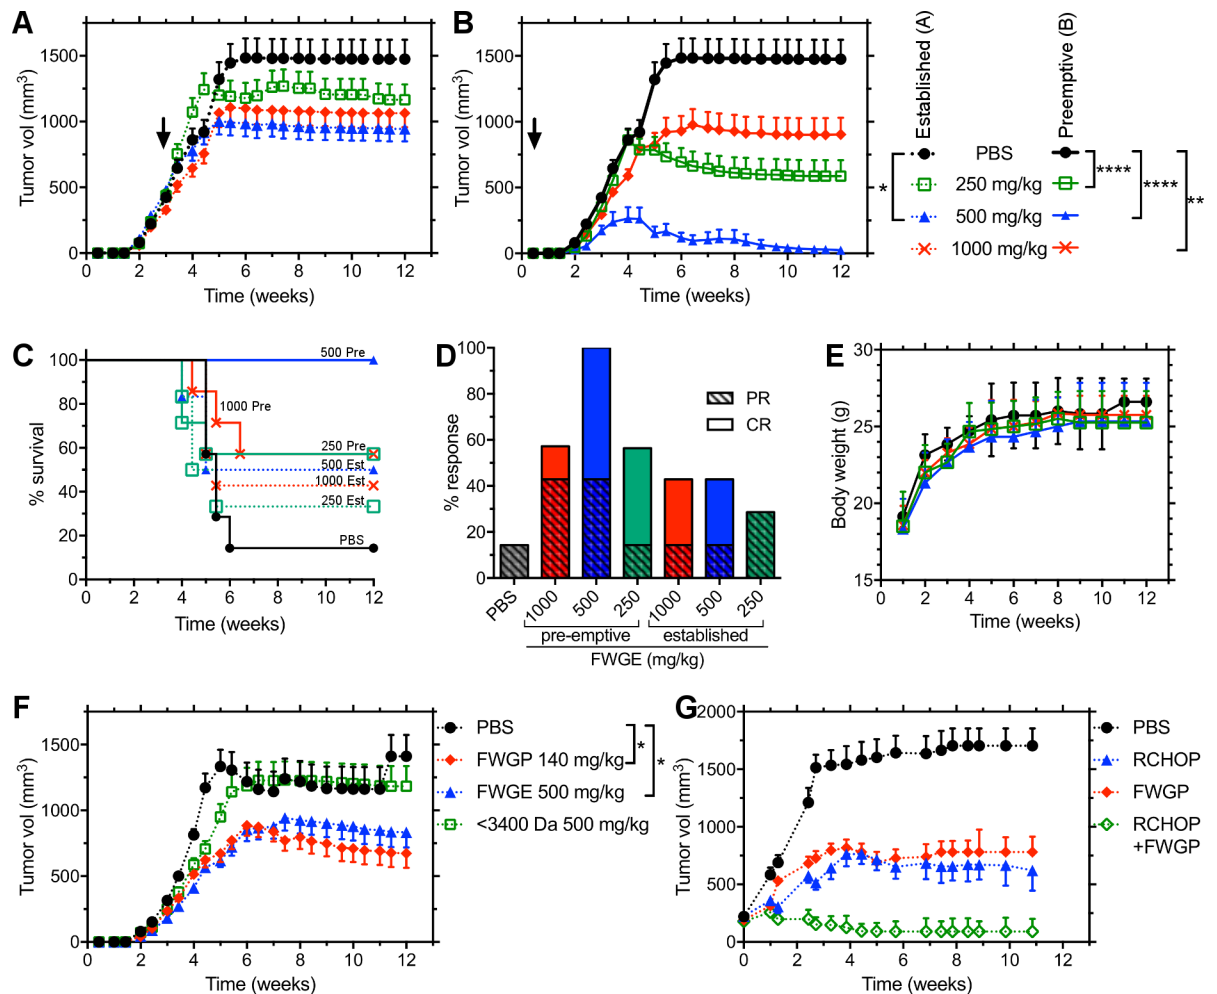 A
Tumor vol (mm3)
1500
1000
500
0
0 2 4 6 8 10 12
Time (weeks)
B
Tumor vol (mm3)
1500
1000
500
0
0 2 4 6 8 10 12
Time (weeks)
Established (A)
Preemptive (B)
PBS
250 mg/kg
500 mg/kg
1000 mg/kg
*
****
****
**
C
% survival
100
80
60
40
20
0
500 Pre
1000 Pre
250 Pre
500 Est
1000 Est
250 Est
PBS
0 2 4 6 8 10 12
Time (weeks)
D
% response
100
80
60
40
20
0
PR
CR
PBS 1000 500 250 1000 500 250
pre-emptive established
FWGE (mg/kg)
E
Body weight (g)
30
25
20
15
0 2 4 6 8 10 12
Time (weeks)
F
Tumor vol (mm3)
1500
1000
500
0
0 2 4 6 8 10 12
Time (weeks)
PBS
FWGP 140 mg/kg
FWGE 500 mg/kg
<3400 Da 500 mg/kg
*
*
G
Tumor vol (mm3)
2000
1500
1000
500
0
0 2 4 6 8 10 12
Time (weeks)
PBS
RCHOP
FWGP
RCHOP
+FWGP